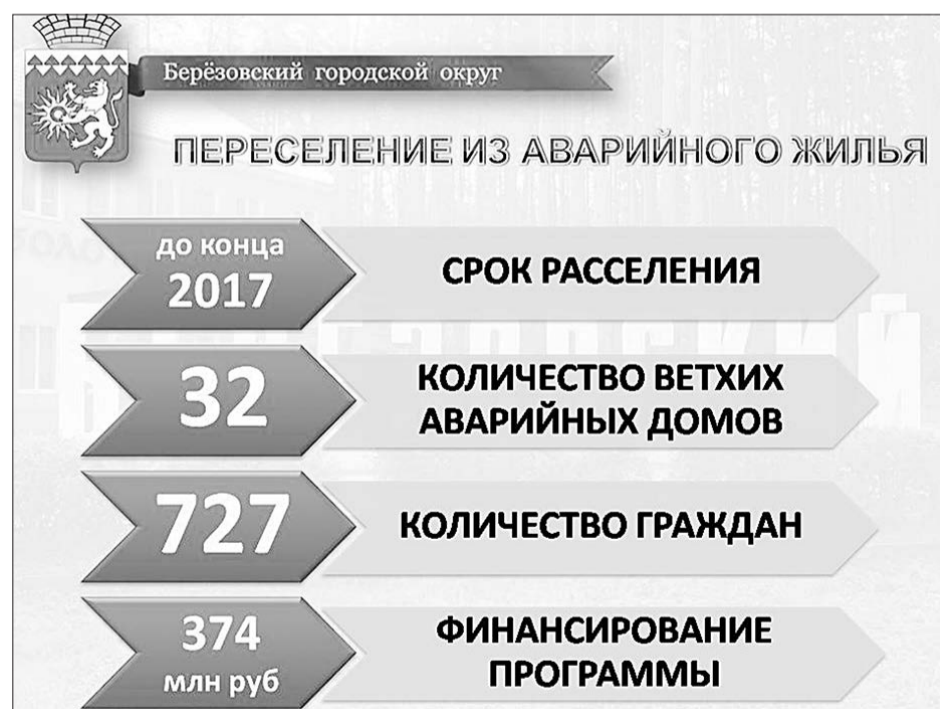 Берёзовский городской округ
ПЕРЕСЕЛЕНИЕ ИЗ АВАРИЙНОГО ЖИЛЬЯ
до конца
2017
СРОК РАССЕЛЕНИЯ
32
КОЛИЧЕСТВО ВЕТХИХ
АВАРИЙНЫХ ДОМОВ
727
КОЛИЧЕСТВО ГРАЖДАН
374
млн руб
ФИНАНСИРОВАНИЕ
ПРОГРАММЫ